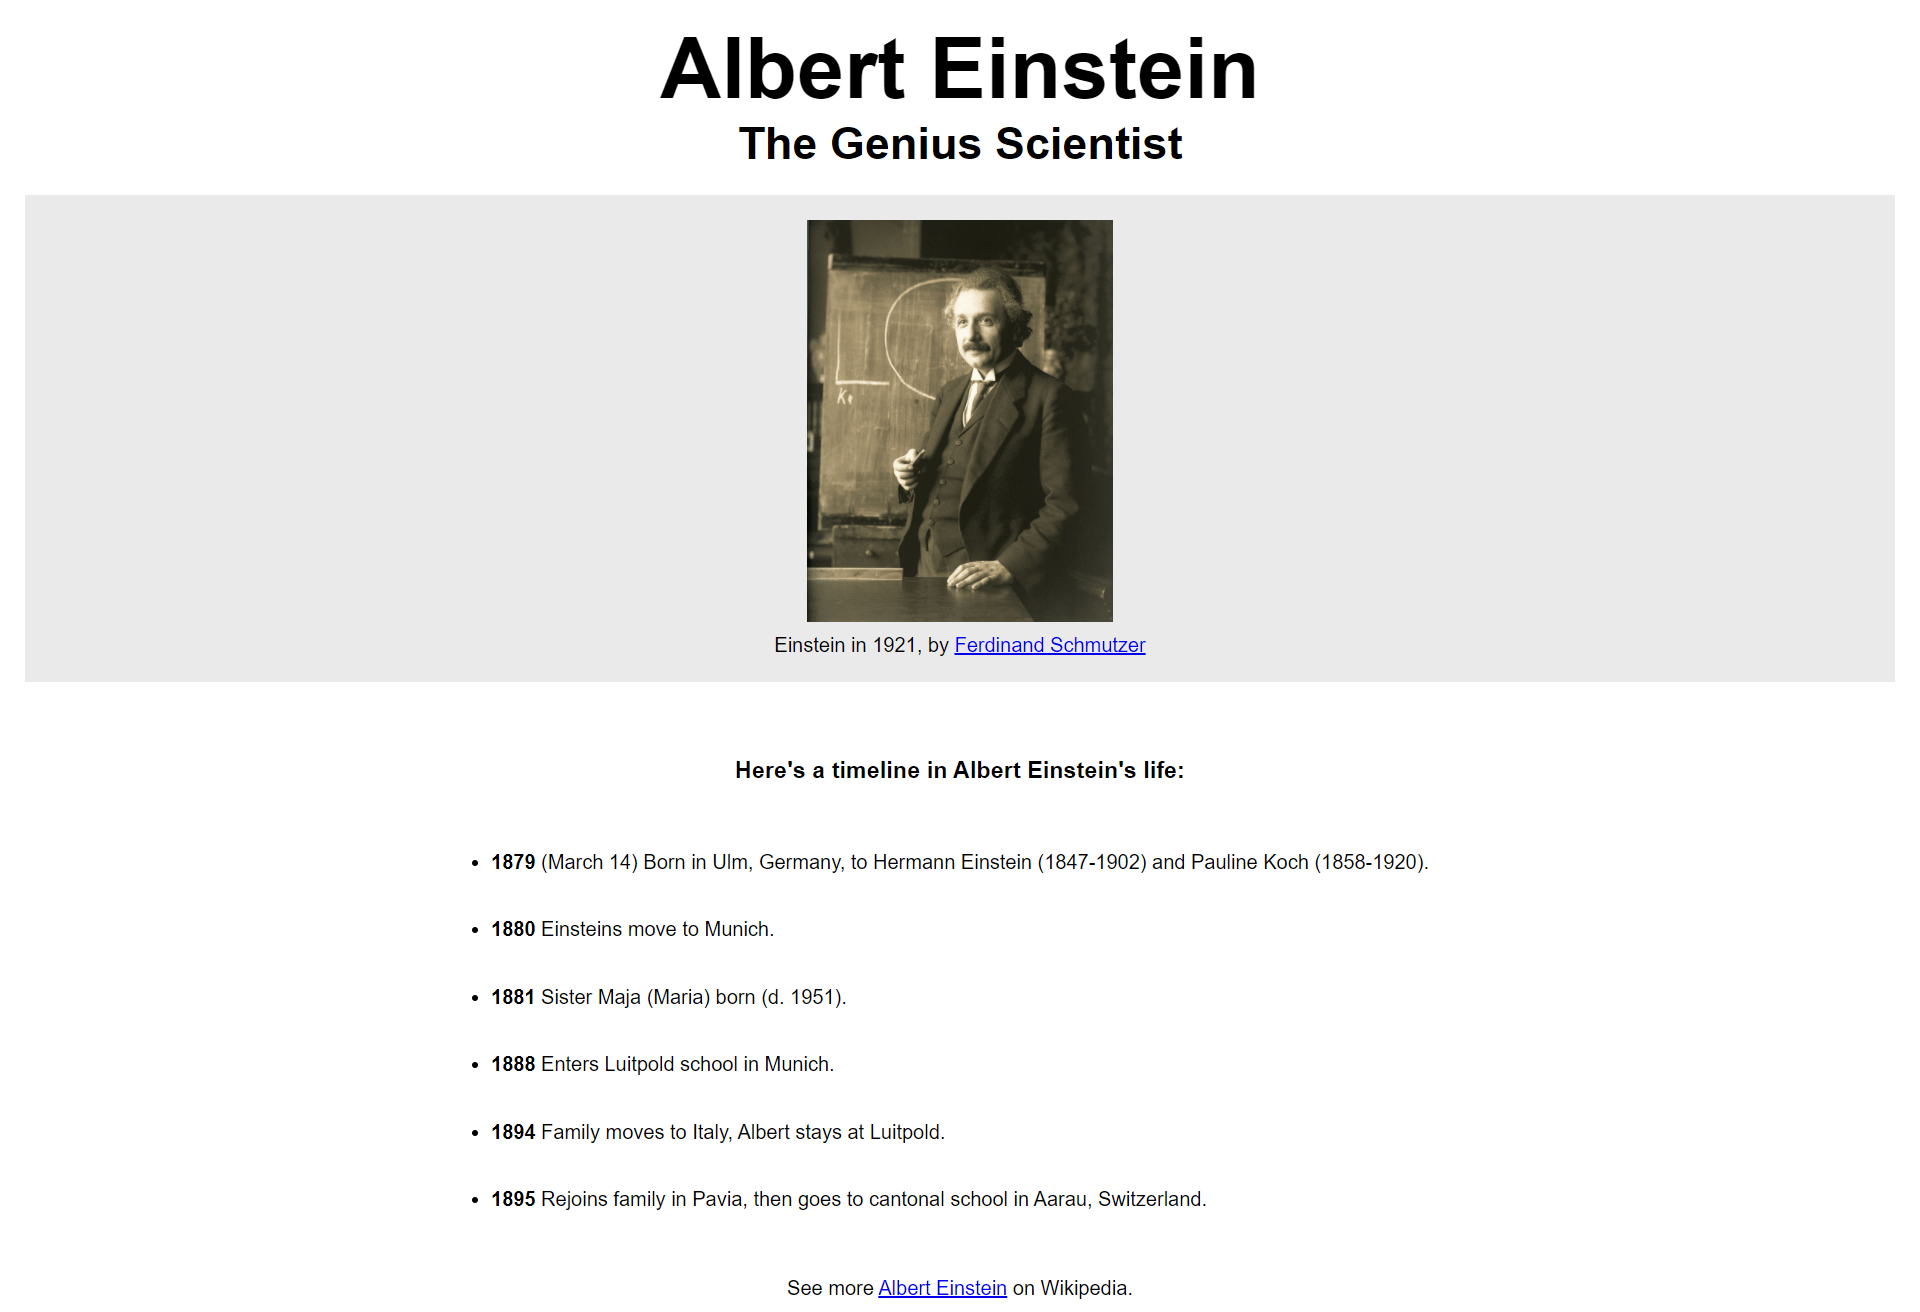 Albert Einstein
The Genius Scientist
Einstein in 1921, by Ferdinand Schmutzer
Here's a timeline in Albert Einstein's life:
1879 (March 14) Born in Ulm, Germany, to Hermann Einstein (1847-1902) and Pauline Koch (1858-1920).
1880 Einsteins move to Munich.
1881 Sister Maja (Maria) born (d. 1951).
1888 Enters Luitpold school in Munich.
1894 Family moves to Italy, Albert stays at Luitpold.
1895 Rejoins family in Pavia, then goes to cantonal school in Aarau, Switzerland.
See more Albert Einstein on Wikipedia.